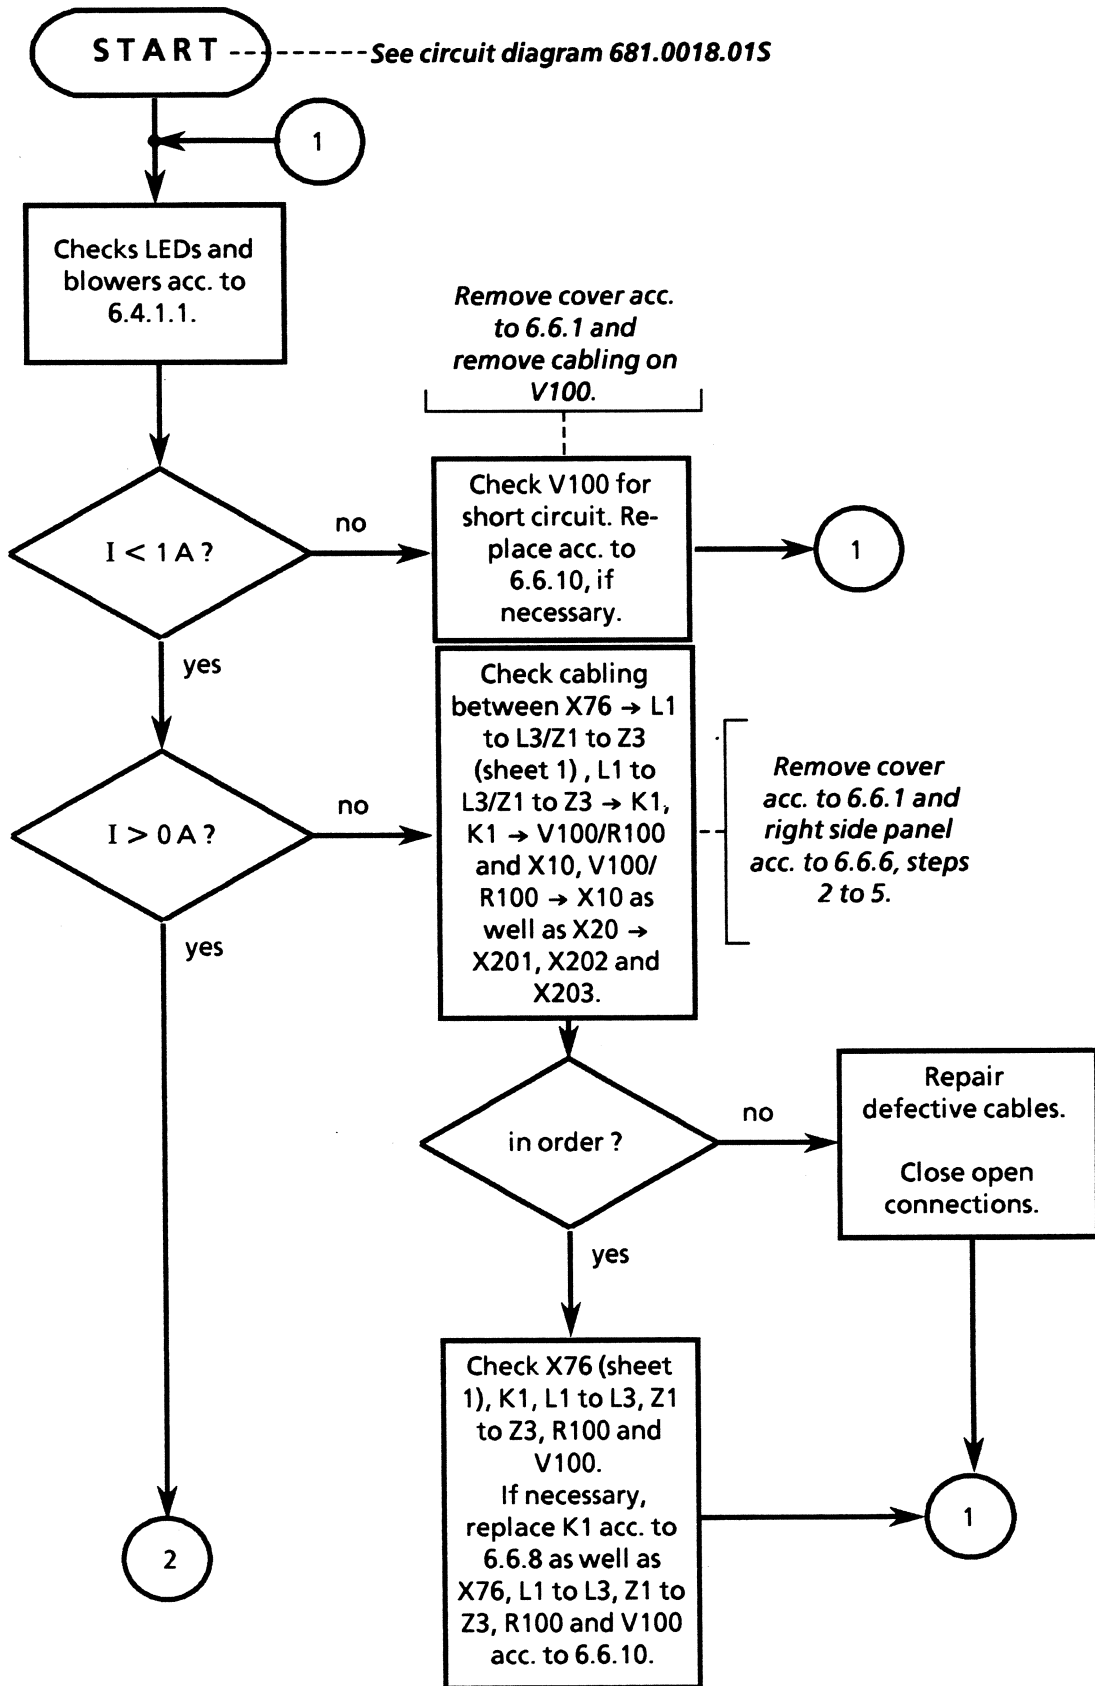 START
See circuit diagram 681.0018.01S
1
Checks LEDs and
blowers acc. to
6.4.1.1.
Remove cover acc.
to 6.6.1 and
remove cabling on
V100.
I < 1 A ?
no
Check V100 for
short circuit. Re-
place acc. to
6.6.10, if
necessary.
1
yes
I > 0 A ?
no
Check cabling
between X76 → L1
to L3/Z1 to Z3
(sheet 1) , L1 to
L3/Z1 to Z3 → K1,
K1 → V100/R100
and X10, V100/
R100 → X10 as
well as X20 →
X201, X202 and
X203.
Remove cover
acc. to 6.6.1 and
right side panel
acc. to 6.6.6, steps
2 to 5.
yes
in order ?
no
Repair
defective cables.
Close open
connections.
yes
Check X76 (sheet
1), K1, L1 to L3, Z1
to Z3, R100 and
V100.
If necessary,
replace K1 acc. to
6.6.8 as well as
X76, L1 to L3, Z1 to
Z3, R100 and V100
acc. to 6.6.10.
1
2